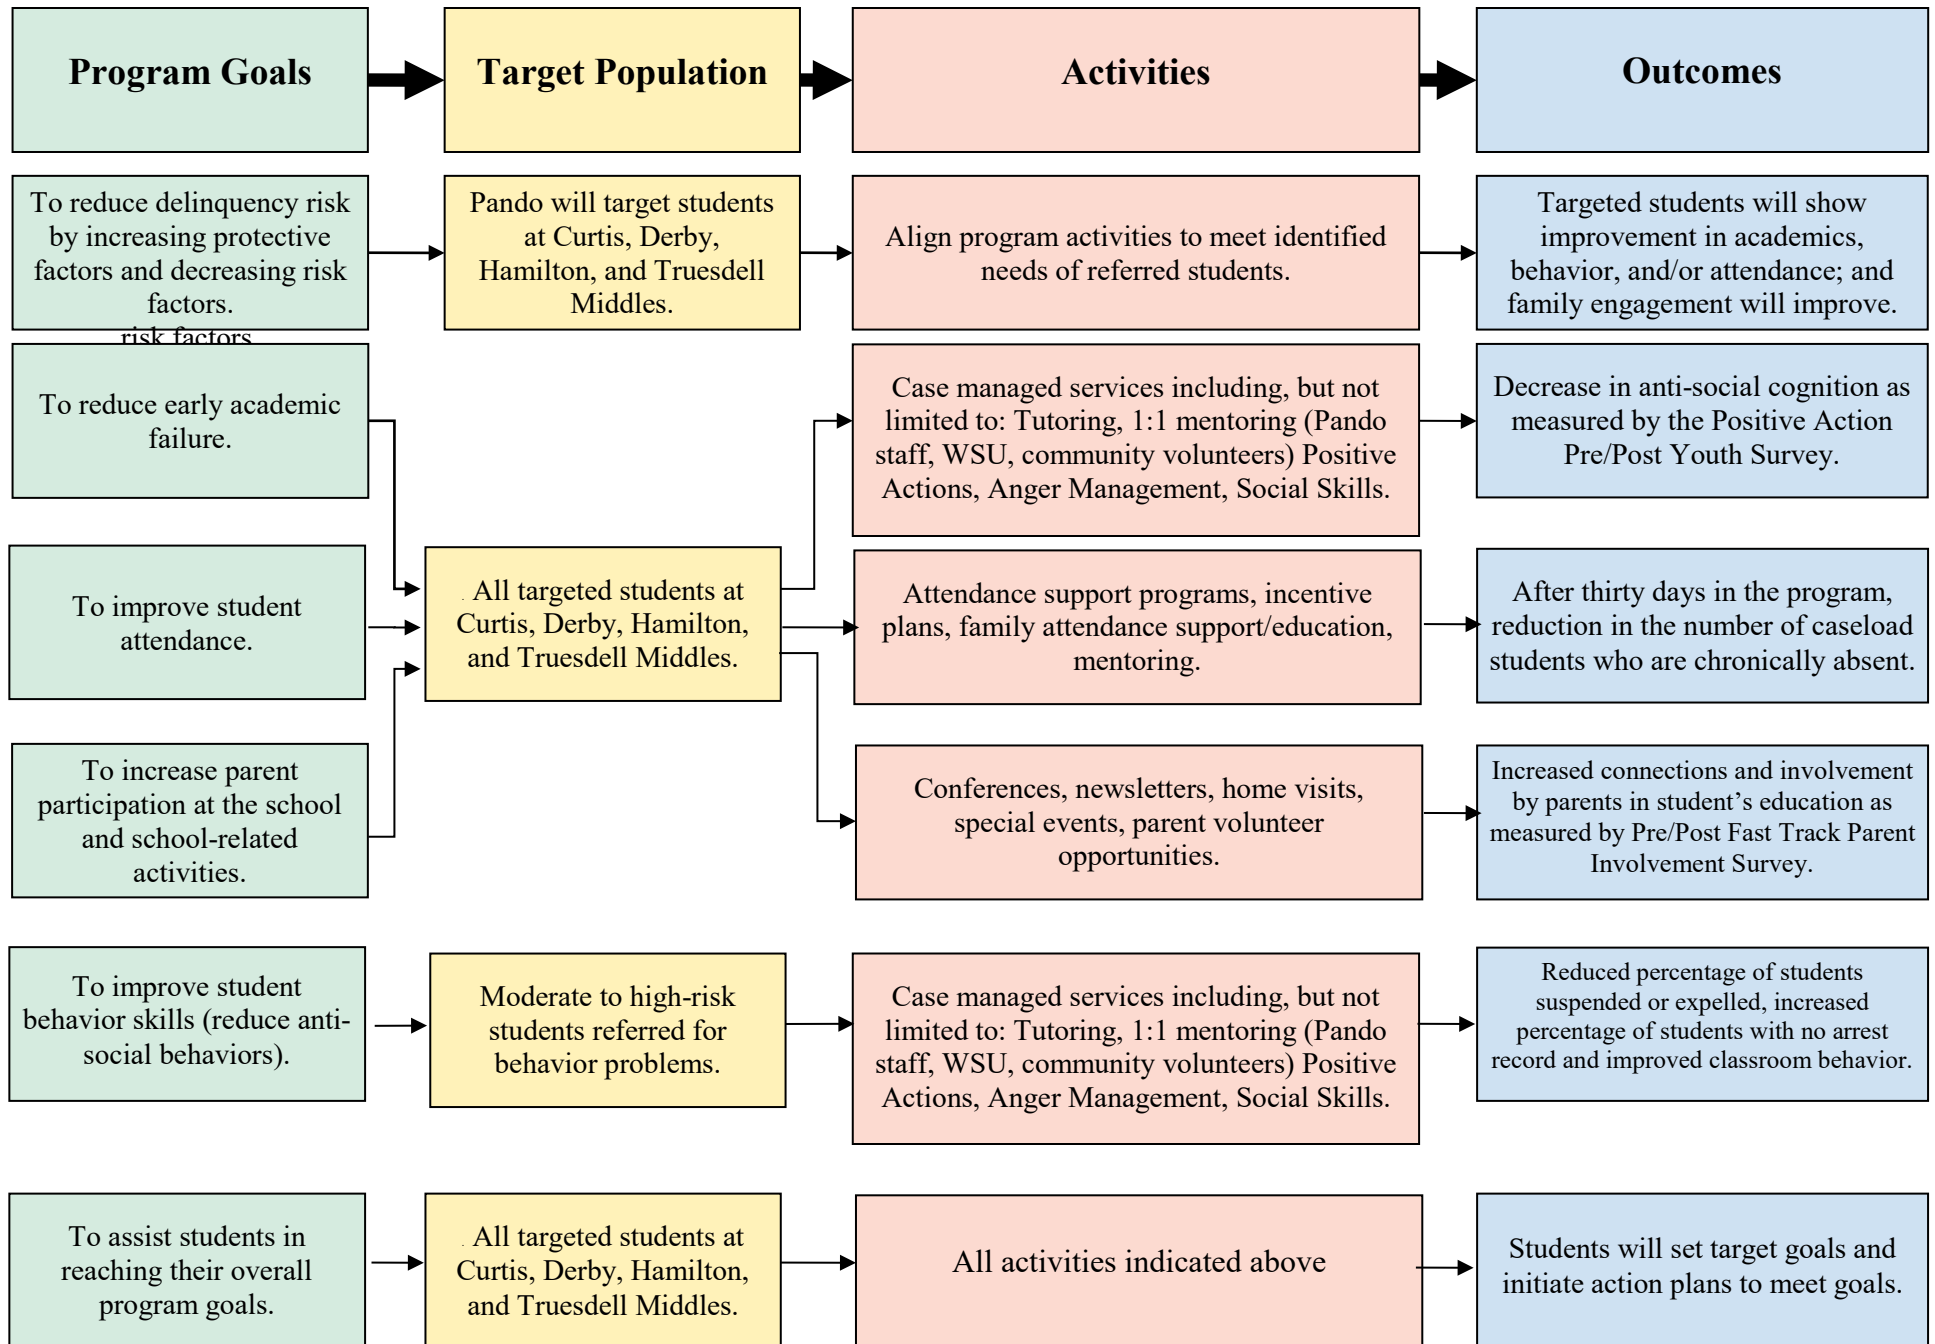 Program Goals
Target Population
Activities
Outcomes
To reduce delinquency risk
by increasing protective
factors and decreasing risk
factors.
risk factors
Pando will target students
at Curtis, Derby,
Hamilton, and Truesdell
Middles.
Align program activities to meet identified
needs of referred students.
Targeted students will show
improvement in academics,
behavior, and/or attendance; and
family engagement will improve.
To reduce early academic
failure.
To improve student
attendance.
To increase parent
participation at the school
and school-related
activities.
. All targeted students at
Curtis, Derby, Hamilton,
and Truesdell Middles.
Case managed services including, but not
limited to: Tutoring, 1:1 mentoring (Pando
staff, WSU, community volunteers) Positive
Actions, Anger Management, Social Skills.
Decrease in anti-social cognition as
measured by the Positive Action
Pre/Post Youth Survey.
Attendance support programs, incentive
plans, family attendance support/education,
mentoring.
After thirty days in the program,
reduction in the number of caseload
students who are chronically absent.
Conferences, newsletters, home visits,
special events, parent volunteer
opportunities.
Increased connections and involvement
by parents in student’s education as
measured by Pre/Post Fast Track Parent
Involvement Survey.
To improve student
behavior skills (reduce anti-
social behaviors).
Moderate to high-risk
students referred for
behavior problems.
Case managed services including, but not
limited to: Tutoring, 1:1 mentoring (Pando
staff, WSU, community volunteers) Positive
Actions, Anger Management, Social Skills.
Reduced percentage of students
suspended or expelled, increased
percentage of students with no arrest
record and improved classroom behavior.
To assist students in
reaching their overall
program goals.
. All targeted students at
Curtis, Derby, Hamilton,
and Truesdell Middles.
All activities indicated above
Students will set target goals and
initiate action plans to meet goals.